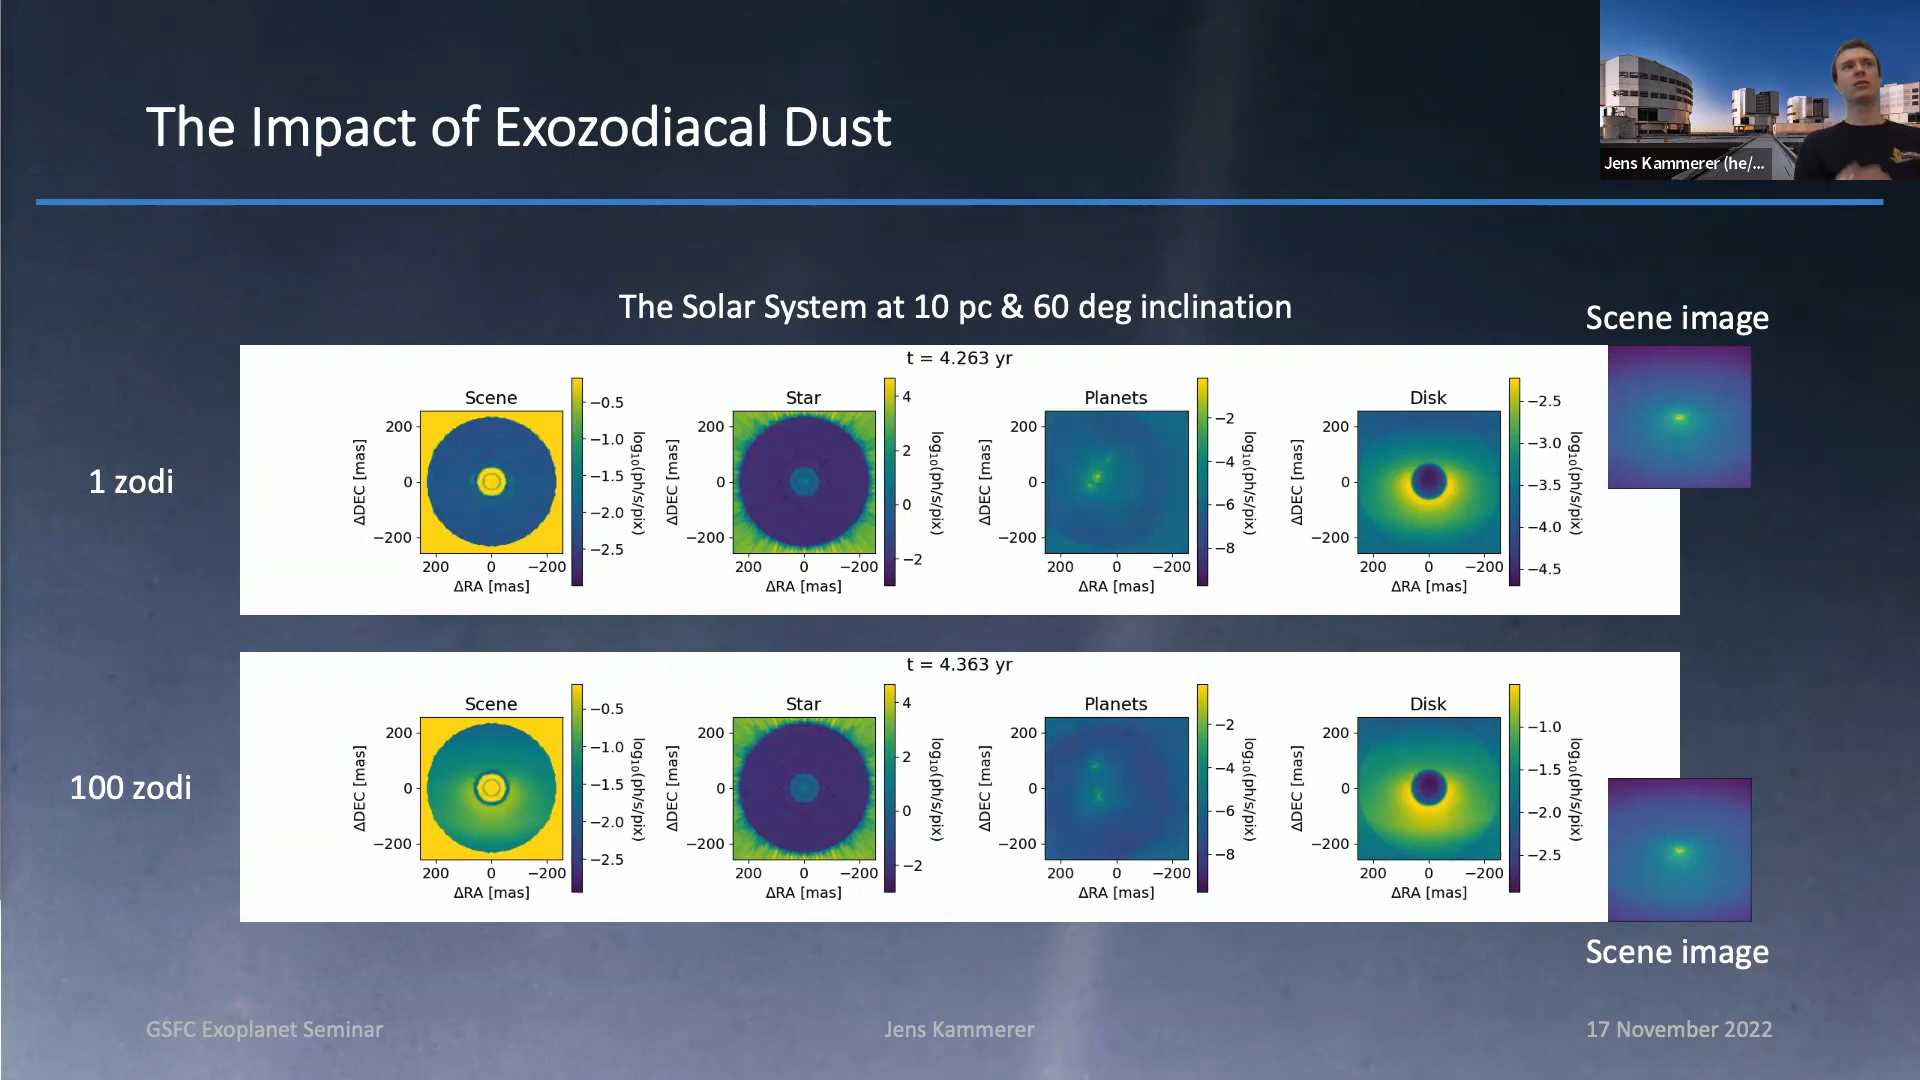 The Impact of Exozodiacal Dust
Jens Kammerer (he/...
The Solar System at 10 pc & 60 deg inclination
Scene image
1 zodi
t = 4.263 yr
Scene
Star
Planets
Disk
200
0
−200
ΔDEC [mas]
200 0 −200
ΔRA [mas]
−0.5
−1.0
−1.5
−2.0
−2.5
log₁₀(ph/s/pix)
200
0
−200
ΔDEC [mas]
200 0 −200
ΔRA [mas]
4
2
0
−2
log₁₀(ph/s/pix)
200
0
−200
ΔDEC [mas]
200 0 −200
ΔRA [mas]
−2
−4
−6
−8
log₁₀(ph/s/pix)
200
0
−200
ΔDEC [mas]
200 0 −200
ΔRA [mas]
−2.5
−3.0
−3.5
−4.0
−4.5
log₁₀(ph/s/pix)
100 zodi
t = 4.363 yr
Scene
Star
Planets
Disk
200
0
−200
ΔDEC [mas]
200 0 −200
ΔRA [mas]
−0.5
−1.0
−1.5
−2.0
−2.5
log₁₀(ph/s/pix)
200
0
−200
ΔDEC [mas]
200 0 −200
ΔRA [mas]
4
2
0
−2
log₁₀(ph/s/pix)
200
0
−200
ΔDEC [mas]
200 0 −200
ΔRA [mas]
−2
−4
−6
−8
log₁₀(ph/s/pix)
200
0
−200
ΔDEC [mas]
200 0 −200
ΔRA [mas]
−1.0
−1.5
−2.0
−2.5
log₁₀(ph/s/pix)
Scene image
GSFC Exoplanet Seminar
Jens Kammerer
17 November 2022